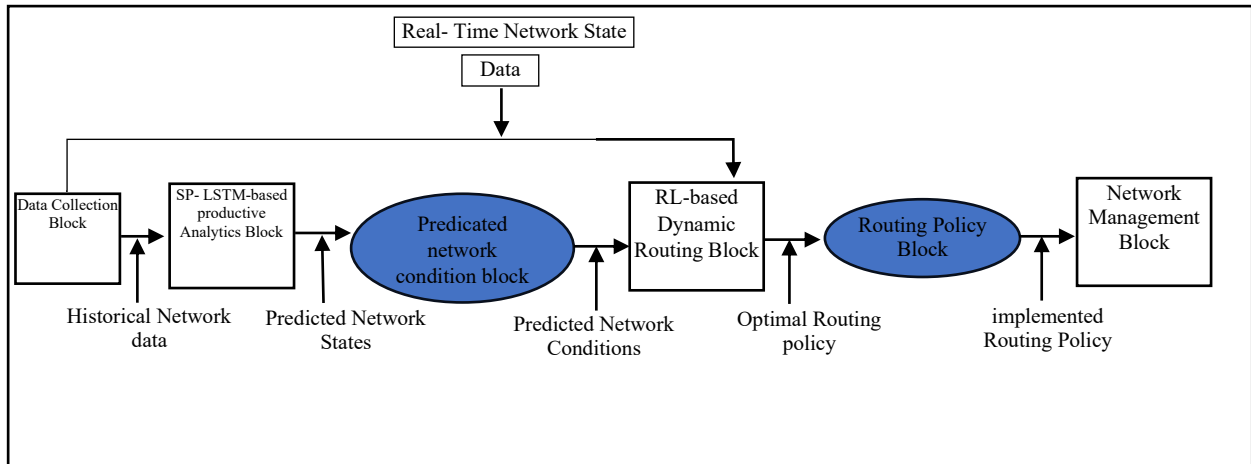 Real- Time Network State
Data
Data Collection
Block
SP- LSTM-based
productive
Analytics Block
Predicated
network
condition block
RL-based
Dynamic
Routing Block
Routing Policy
Block
Network
Management
Block
Historical Network
data
Predicted Network
States
Predicted Network
Conditions
Optimal Routing
policy
implemented
Routing Policy